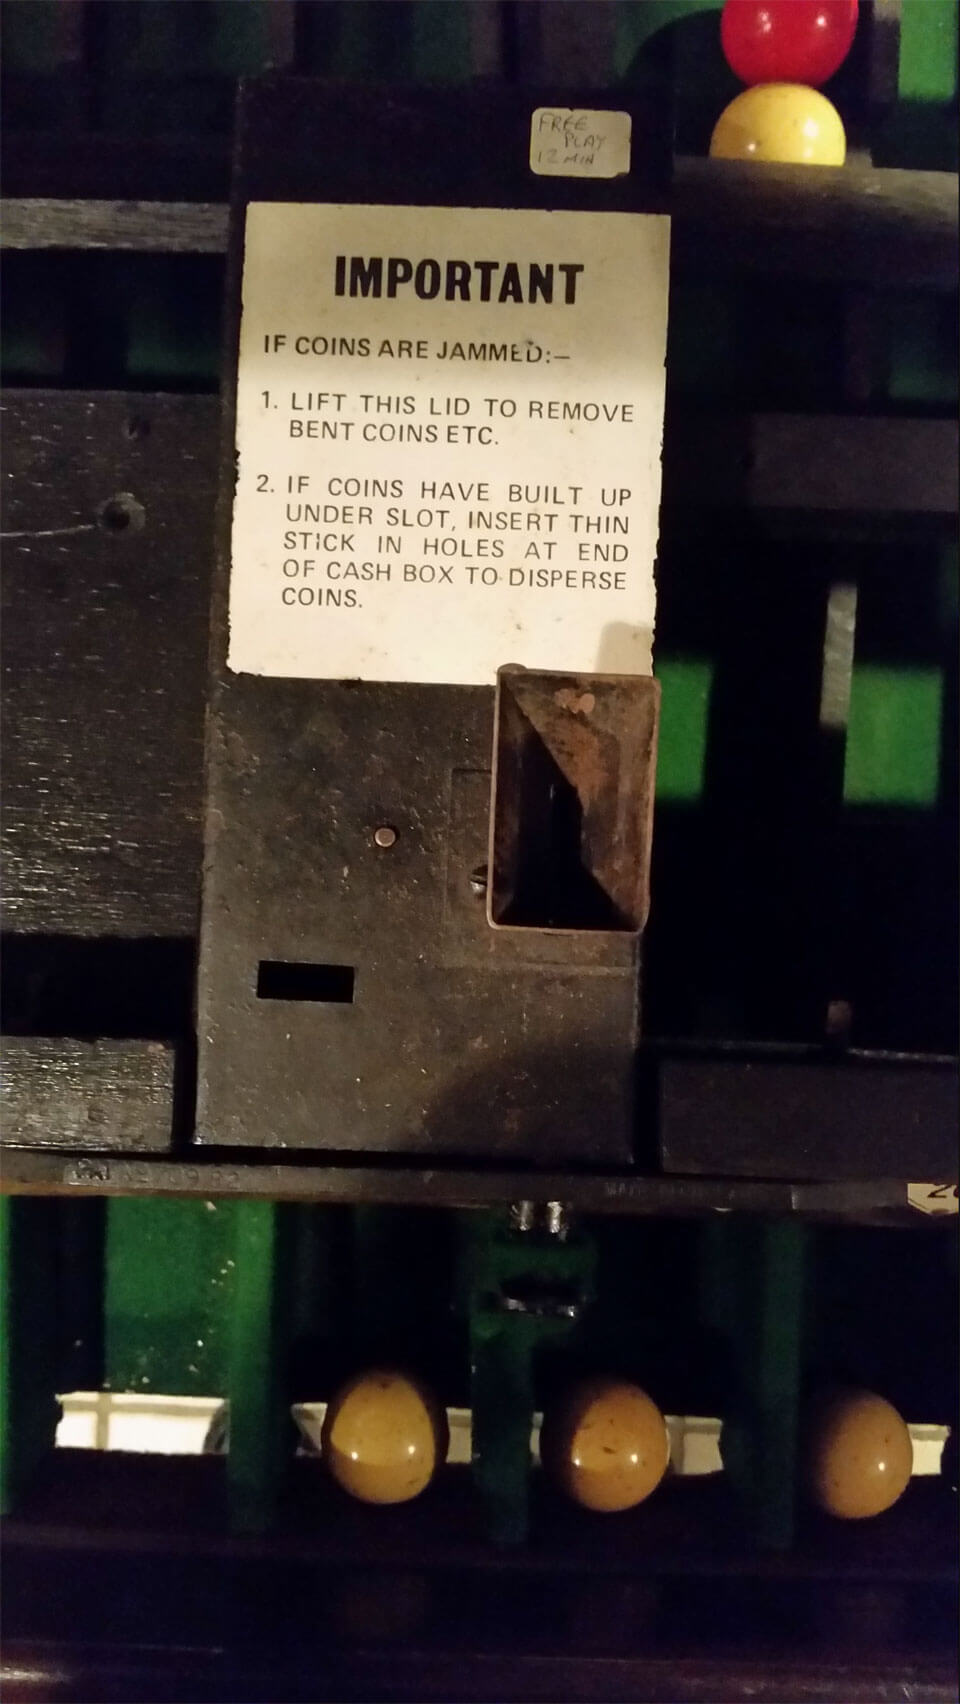 FREE
PLAY
12 MIN
IMPORTANT
IF COINS ARE JAMMED:—
1. LIFT THIS LID TO REMOVE
BENT COINS ETC.
2. IF COINS HAVE BUILT UP
UNDER SLOT, INSERT THIN
STICK IN HOLES AT END
OF CASH BOX TO DISPERSE
COINS.